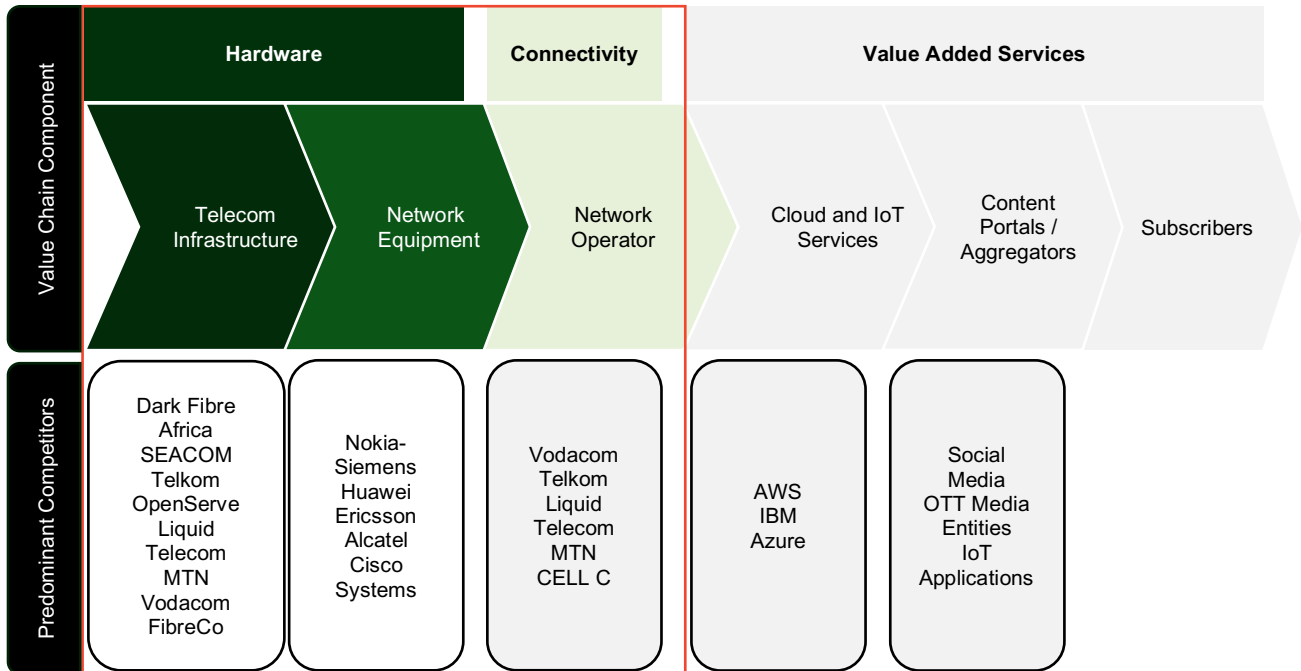 Value Chain Component
Hardware
Connectivity
Value Added Services
Telecom
Infrastructure
Network
Equipment
Network
Operator
Cloud and IoT
Services
Content
Portals /
Aggregators
Subscribers
Predominant Competitors
Dark Fibre
Africa
SEACOM
Telkom
OpenServe
Liquid
Telecom
MTN
Vodacom
FibreCo
Nokia-
Siemens
Huawei
Ericsson
Alcatel
Cisco
Systems
Vodacom
Telkom
Liquid
Telecom
MTN
CELL C
AWS
IBM
Azure
Social
Media
OTT Media
Entities
IoT
Applications